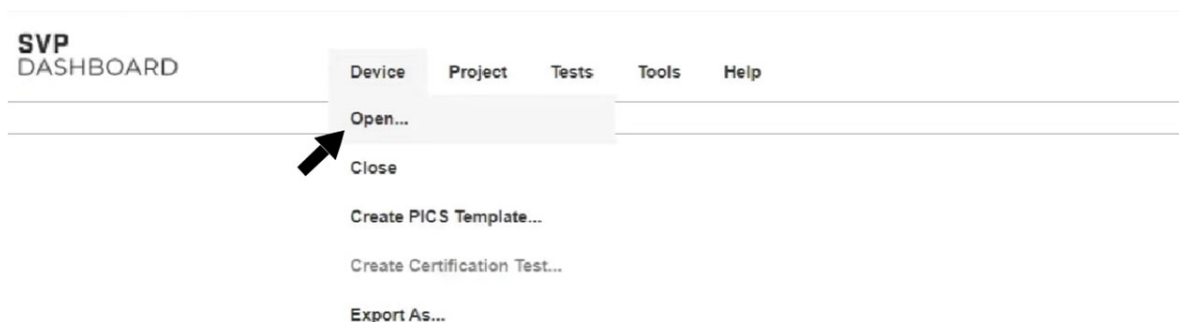 SVP
DASHBOARD
Device Project Tests Tools Help
Open...
Close
Create PICS Template...
Create Certification Test...
Export As...